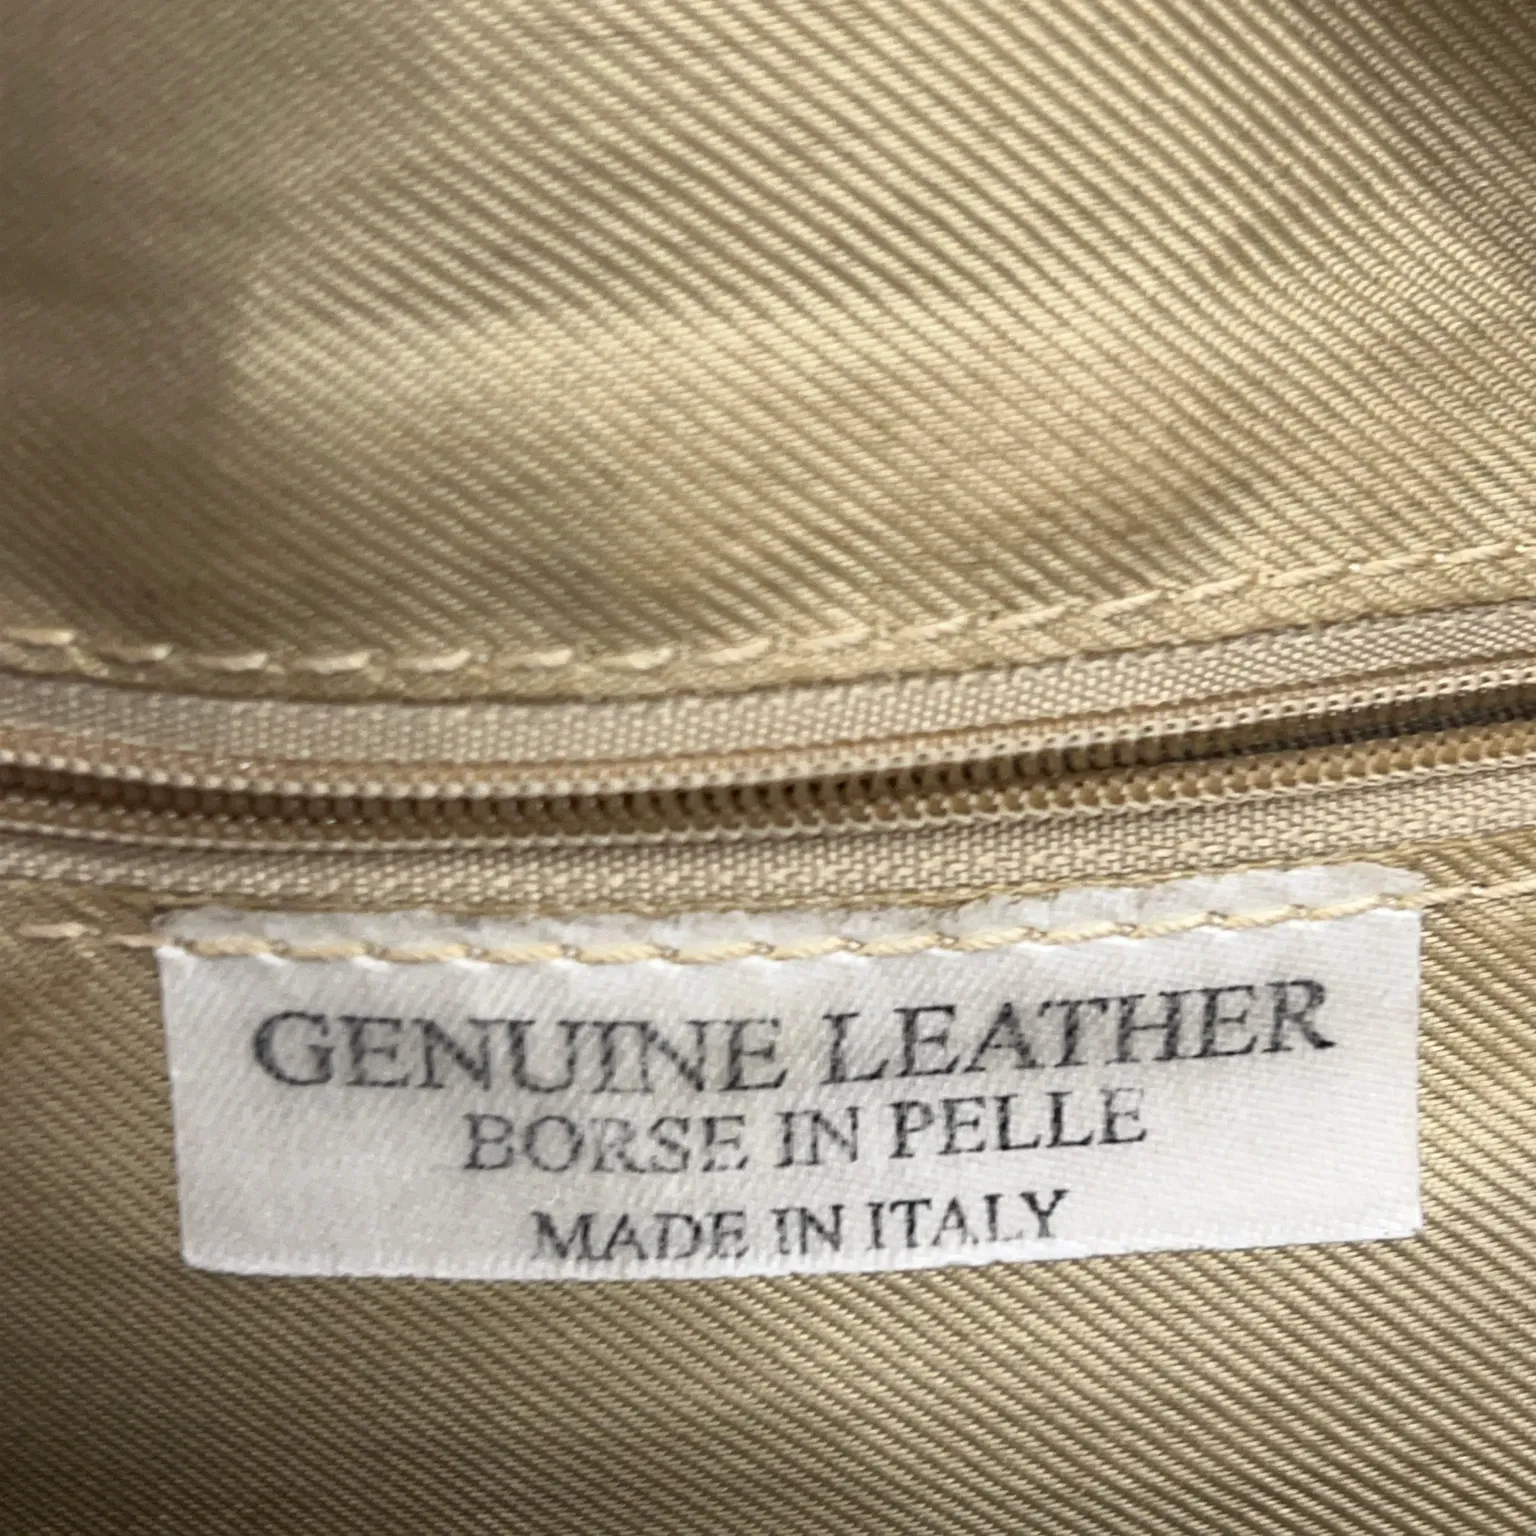 GENUINE LEATHER
BORSE IN PELLE
MADE IN ITALY